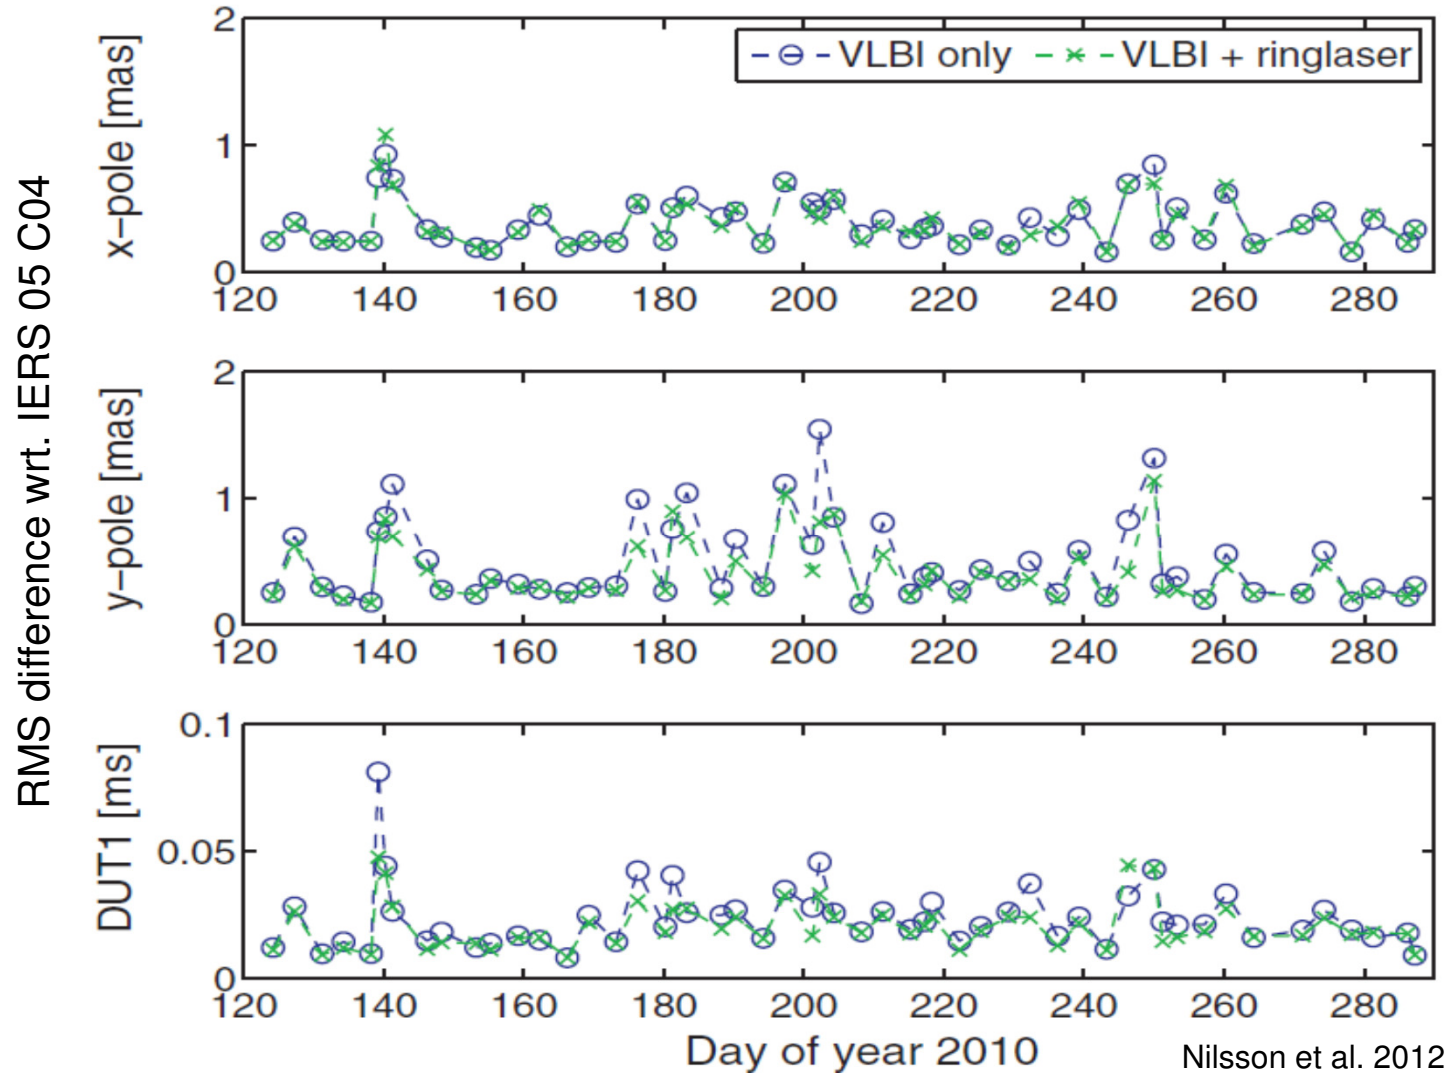 RMS difference wrt. IERS 05 C04
x-pole [mas]
2
1
0
VLBI only
VLBI + ringlaser
120 140 160 180 200 220 240 260 280
y-pole [mas]
2
1
0
120 140 160 180 200 220 240 260 280
DUT1 [ms]
0.1
0.05
0
120 140 160 180 200 220 240 260 280
Day of year 2010
Nilsson et al. 2012